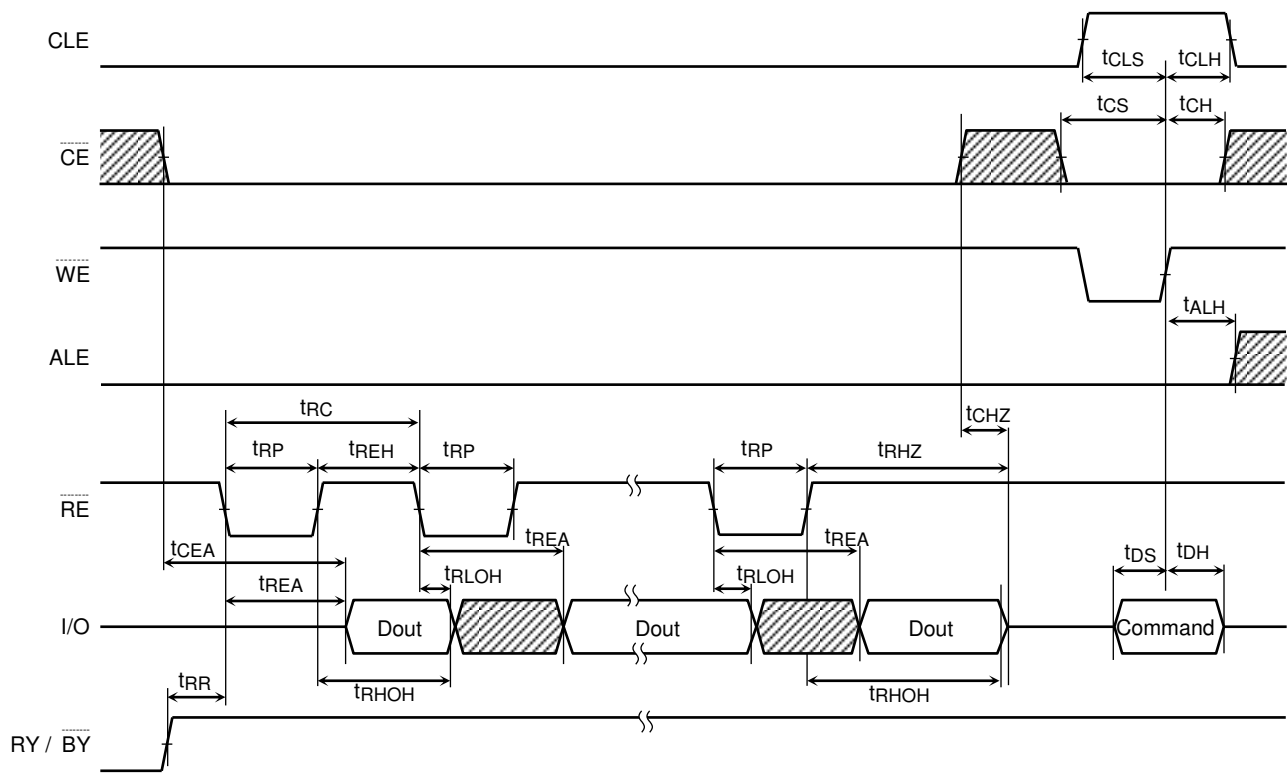 CLE
tCLS tCLH
tCS tCH
CE
WE
tALH
ALE
tRC
tCHZ
tRP tREH tRP tRP tRHZ
RE
tCEA tREA tREA
tDS tDH
tREA tRLOH tRLOH
I/O Dout Dout Dout Command
tRR tRHOH tRHOH
RY / BY